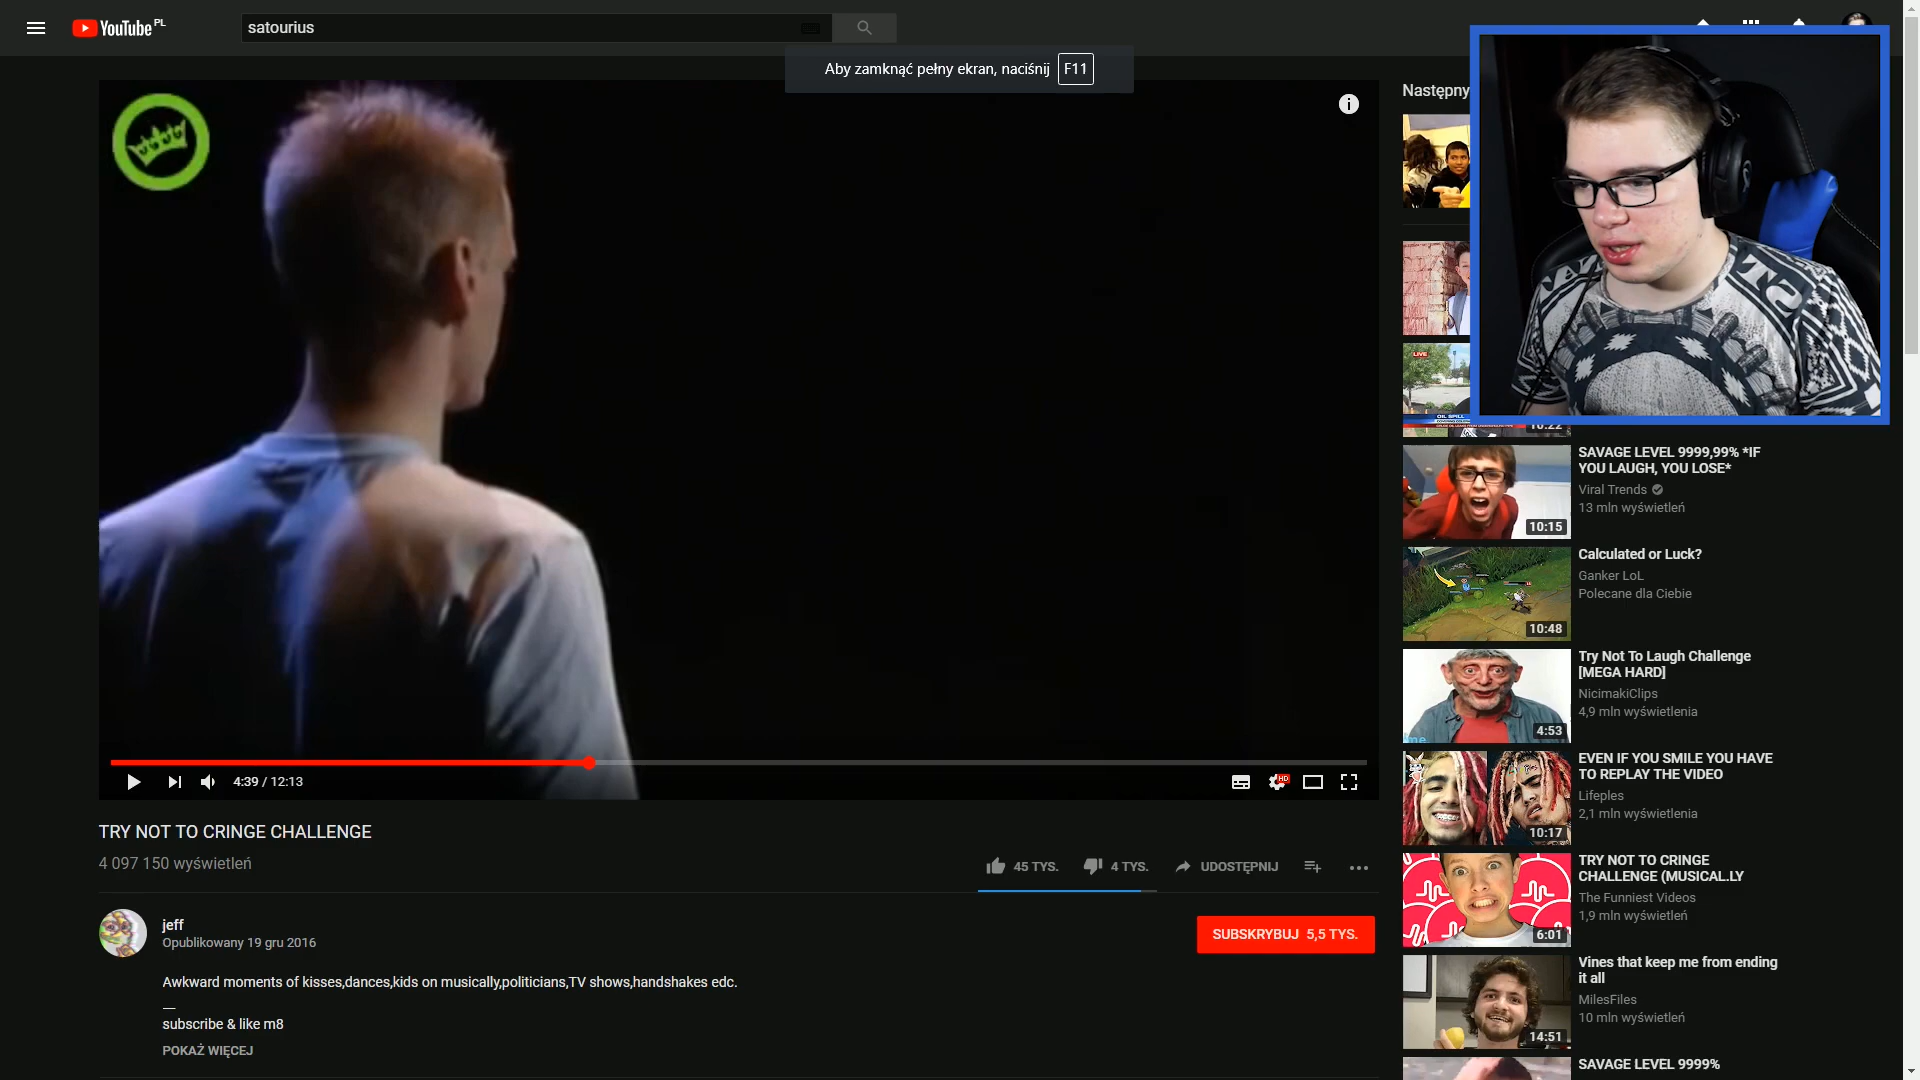 YouTube PL
satourius
Aby zamknąć pełny ekran, naciśnij F11
Następny
LIVE
OIL SPILL
10:22
SAVAGE LEVEL 9999,99% *IF
YOU LAUGH, YOU LOSE*
Viral Trends
13 mln wyświetleń
10:15
Calculated or Luck?
Ganker LoL
Polecane dla Ciebie
10:48
Try Not To Laugh Challenge
[MEGA HARD]
NicimakiClips
4,9 mln wyświetlenia
4:53
me
EVEN IF YOU SMILE YOU HAVE
TO REPLAY THE VIDEO
Lifeples
2,1 mln wyświetlenia
10:17
TRY NOT TO CRINGE
CHALLENGE (MUSICAL.LY
The Funniest Videos
1,9 mln wyświetleń
6:01
Vines that keep me from ending
it all
MilesFiles
10 mln wyświetleń
14:51
SAVAGE LEVEL 9999%
4:39 / 12:13
HD
TRY NOT TO CRINGE CHALLENGE
4 097 150 wyświetleń
45 TYS.
4 TYS.
UDOSTĘPNIJ
jeff
Opublikowany 19 gru 2016
SUBSKRYBUJ 5,5 TYS.
Awkward moments of kisses,dances,kids on musically,politicians,TV shows,handshakes edc.
—
subscribe & like m8
POKAŻ WIĘCEJ